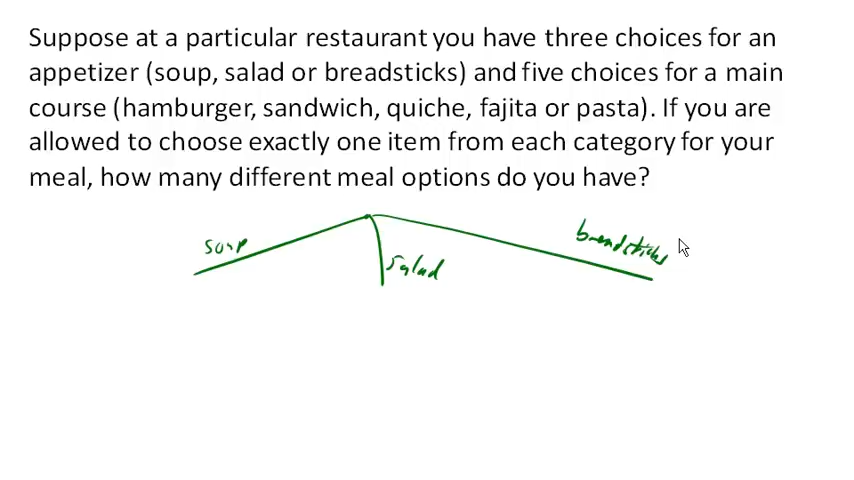 Suppose at a particular restaurant you have three choices for an
appetizer (soup, salad or breadsticks) and five choices for a main
course (hamburger, sandwich, quiche, fajita or pasta). If you are
allowed to choose exactly one item from each category for your
meal, how many different meal options do you have?
soup
salad
breadsticks